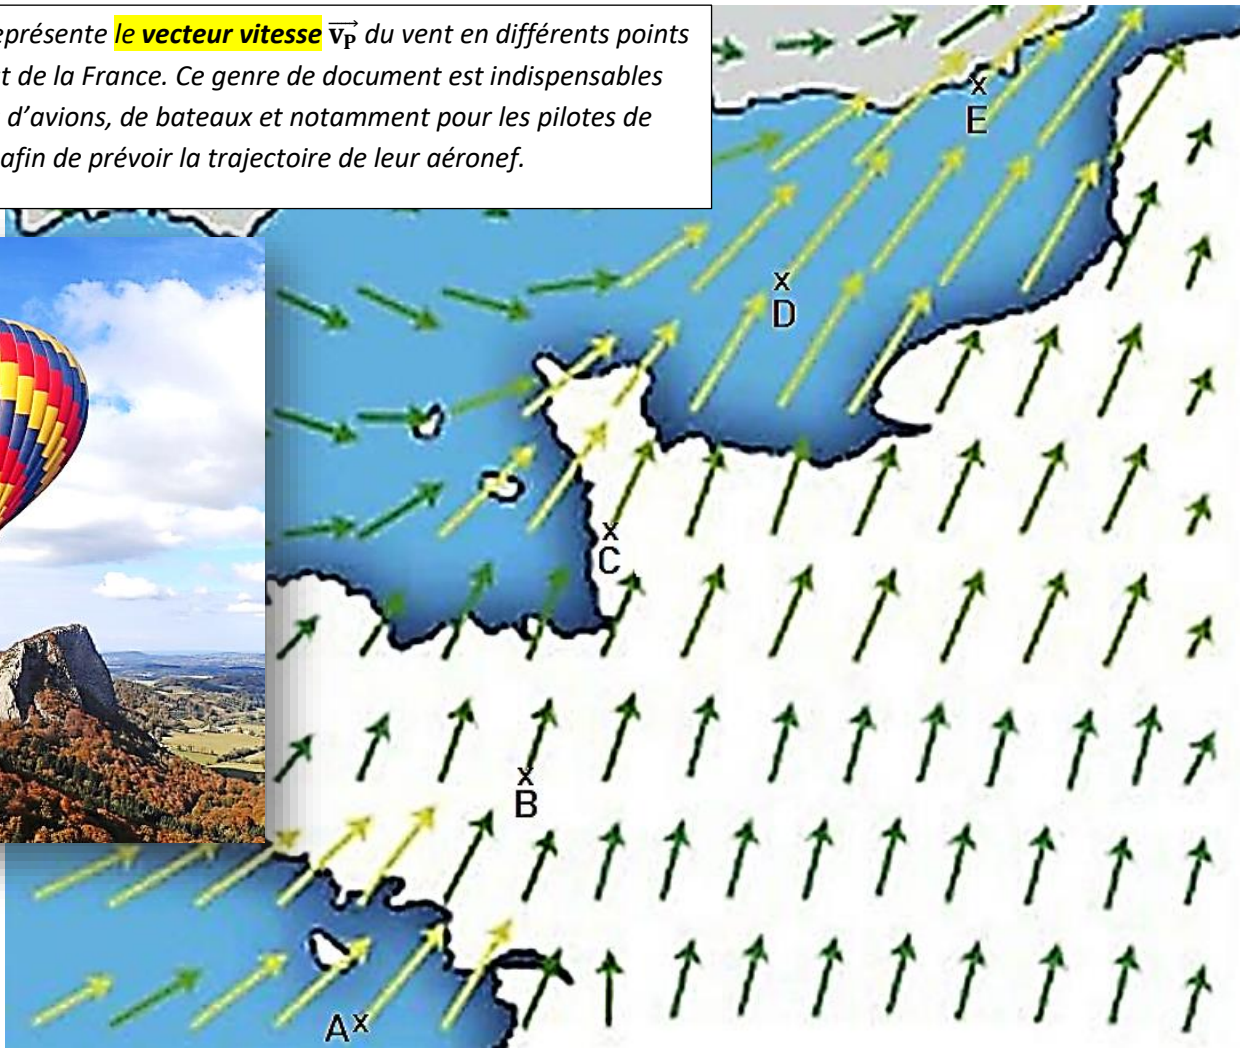 eprésente le vecteur vitesse v⃗P du vent en différents points
t de la France. Ce genre de document est indispensables
d'avions, de bateaux et notamment pour les pilotes de
afin de prévoir la trajectoire de leur aéronef.
x
E
x
D
x
C
x
B
Ax